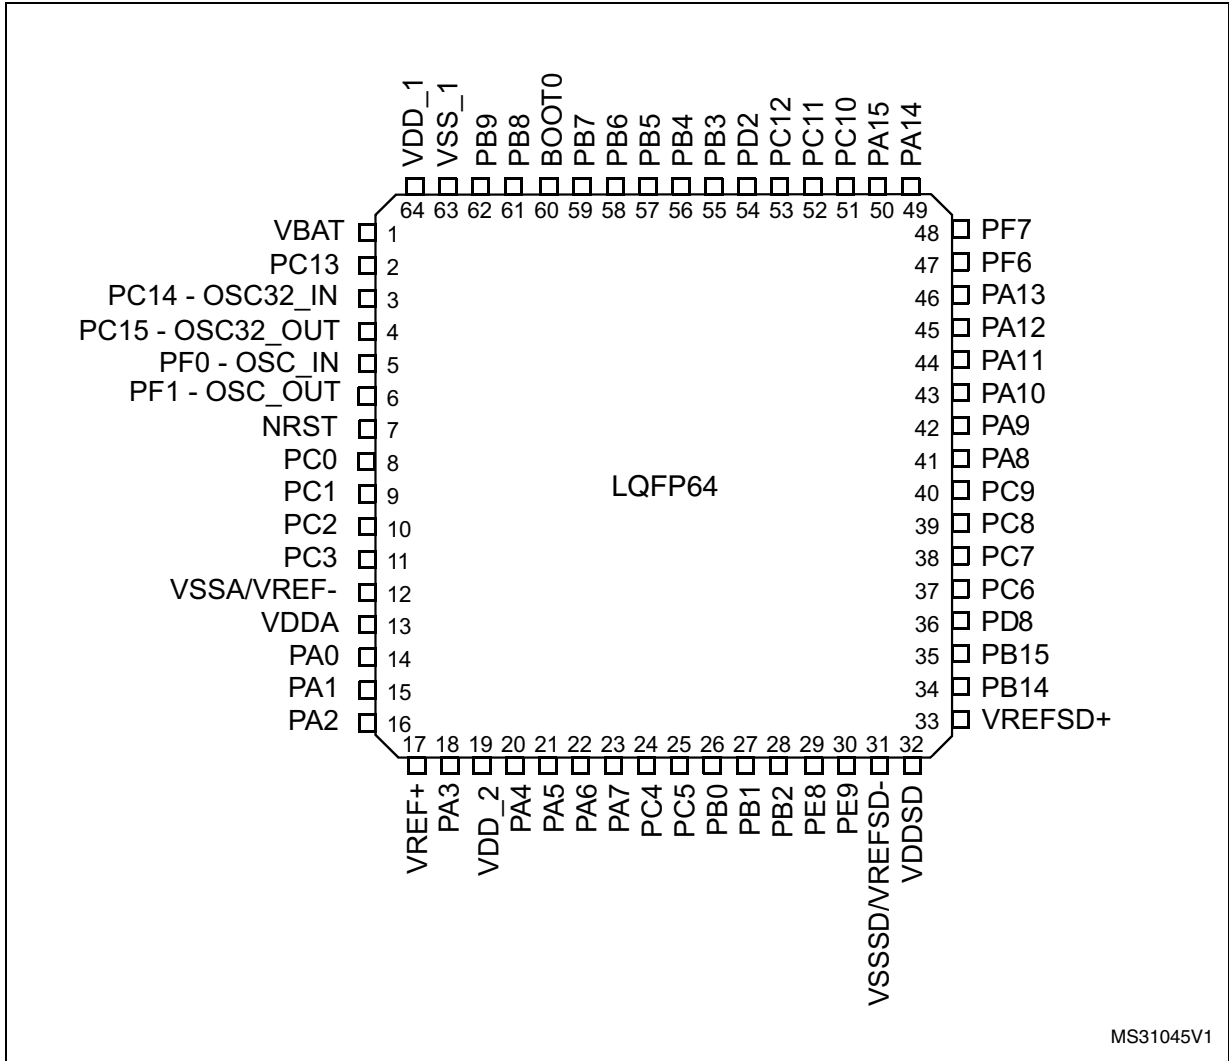 VDD_1
VSS_1
PB9
PB8
BOOT0
PB7
PB6
PB5
PB4
PB3
PD2
PC12
PC11
PC10
PA15
PA14
64 63 62 61 60 59 58 57 56 55 54 53 52 51 50 49
VBAT 1
PC13 2
PC14 - OSC32_IN 3
PC15 - OSC32_OUT 4
PF0 - OSC_IN 5
PF1 - OSC_OUT 6
NRST 7
PC0 8
PC1 9
PC2 10
PC3 11
VSSA/VREF- 12
VDDA 13
PA0 14
PA1 15
PA2 16
LQFP64
48 PF7
47 PF6
46 PA13
45 PA12
44 PA11
43 PA10
42 PA9
41 PA8
40 PC9
39 PC8
38 PC7
37 PC6
36 PD8
35 PB15
34 PB14
33 VREFSD+
17 18 19 20 21 22 23 24 25 26 27 28 29 30 31 32
VREF+
PA3
VDD_2
PA4
PA5
PA6
PA7
PC4
PC5
PB0
PB1
PB2
PE8
PE9
VSSSD/VREFSD-
VDDSD
MS31045V1